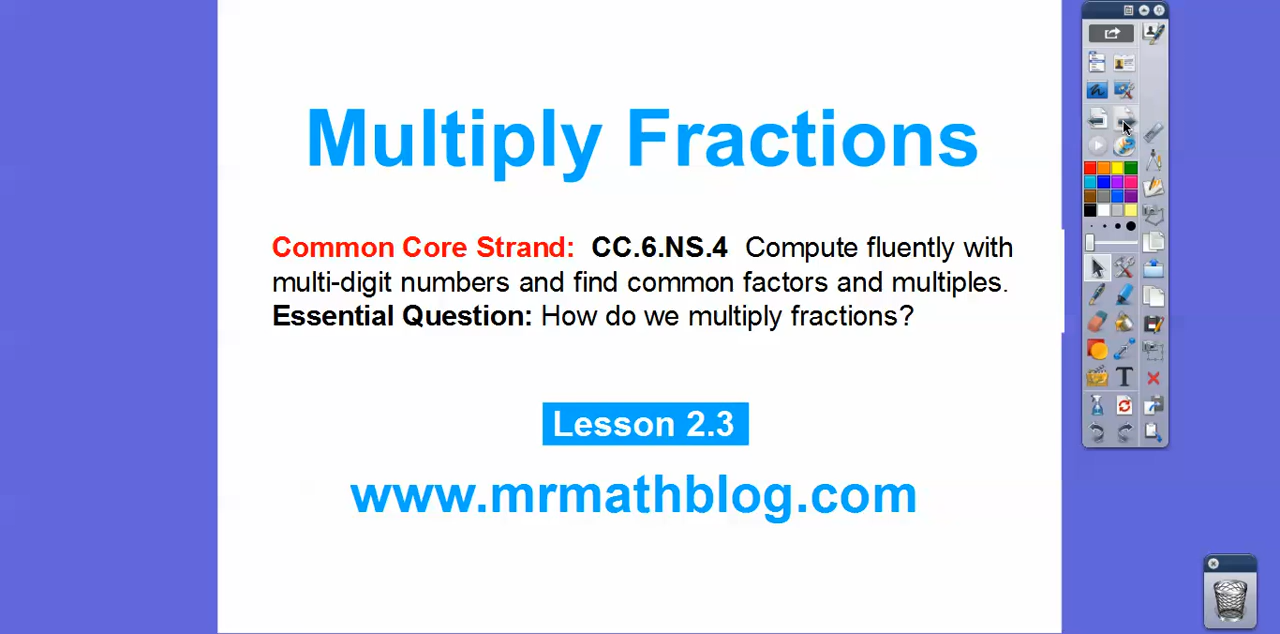 Multiply Fractions
Common Core Strand: CC.6.NS.4 Compute fluently with
multi-digit numbers and find common factors and multiples.
Essential Question: How do we multiply fractions?
Lesson 2.3
www.mrmathblog.com